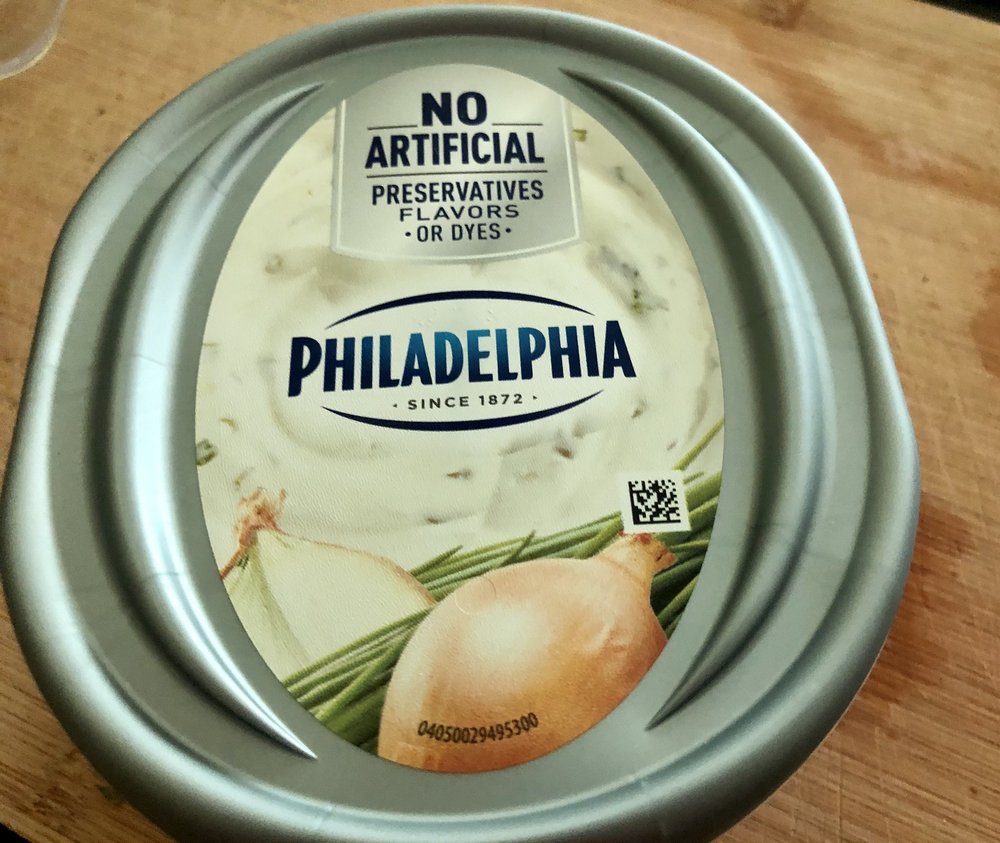 NO
ARTIFICIAL
PRESERVATIVES
FLAVORS
• OR DYES •
PHILADELPHIA
• SINCE 1872 •
04050029495300